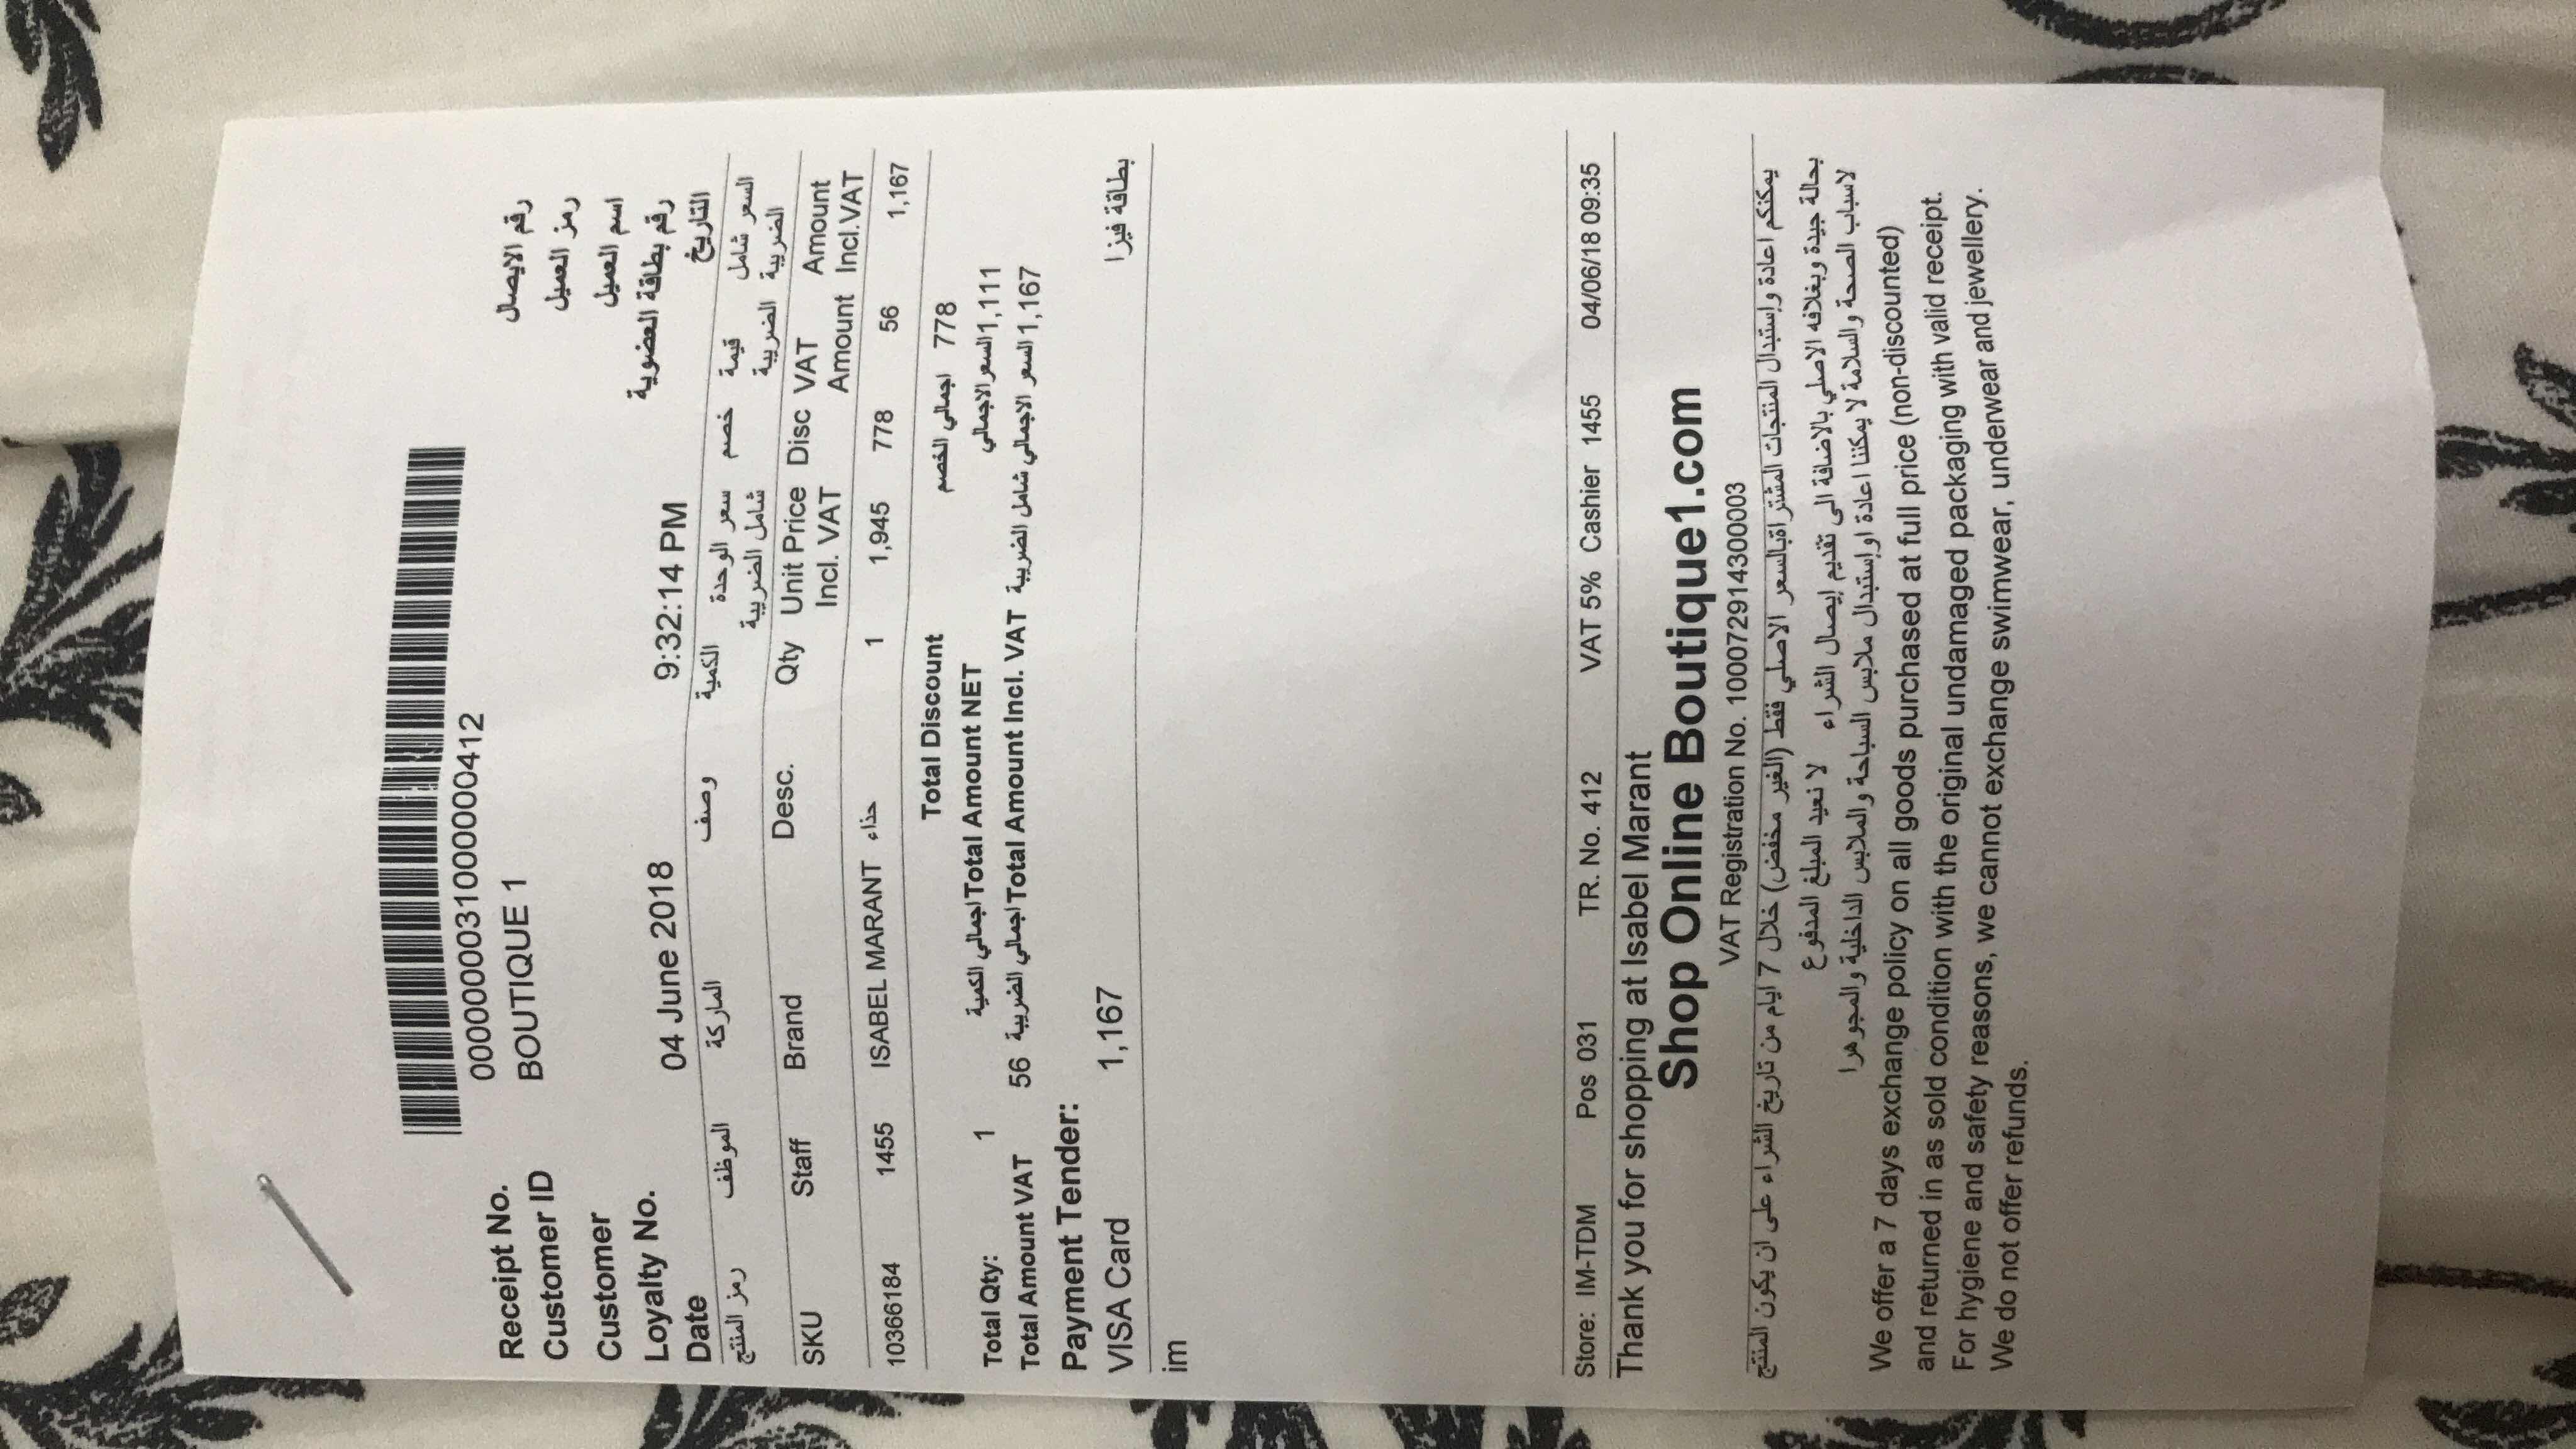 0000000031000000412
Receipt No. رقم الايصال
Customer ID BOUTIQUE 1 رمز العميل
Customer اسم العميل
Loyalty No. رقم بطاقة العضوية
Date 04 June 2018 9:32:14 PM التاريخ
رمز المنتج الموظف الماركة وصف الكمية سعر الوحدة خصم قيمة السعر شامل
شامل الضريبة الضريبة الضريبة
SKU Staff Brand Desc. Qty Unit Price Disc VAT Amount
Incl. VAT Amount Incl.VAT
10366184 1455 ISABEL MARANT حذاء 1 1,945 778 56 1,167
Total Discount اجمالي الخصم 778
Total Qty: 1 اجمالي الكمية Total Amount NET السعر الاجمالي 1,111
Total Amount VAT 56 اجمالي الضريبة Total Amount Incl. VAT السعر الاجمالي شامل الضريبة 1,167
Payment Tender:
VISA Card 1,167 بطاقة فيزا
im
Store: IM-TDM Pos 031 TR. No. 412 VAT 5% Cashier 1455 04/06/18 09:35
Thank you for shopping at Isabel Marant
Shop Online Boutique1.com
VAT Registration No. 100072914300003
يمكنكم اعادة وإستبدال المنتجات المشتراةبالسعر الاصلي فقط (الغير مخفض) خلال 7 ايام من تاريخ الشراء على ان يكون المنتج
بحالة جيدة وبغلافه الاصلي بالاضافة الى تقديم إيصال الشراء لا نعيد المبلغ المدفوع
لاسباب الصحة والسلامة لا يمكننا اعادة اوإستبدال ملابس السباحة والملابس الداخلية والمجوهرا
We offer a 7 days exchange policy on all goods purchased at full price (non-discounted)
and returned in as sold condition with the original undamaged packaging with valid receipt.
For hygiene and safety reasons, we cannot exchange swimwear, underwear and jewellery.
We do not offer refunds.